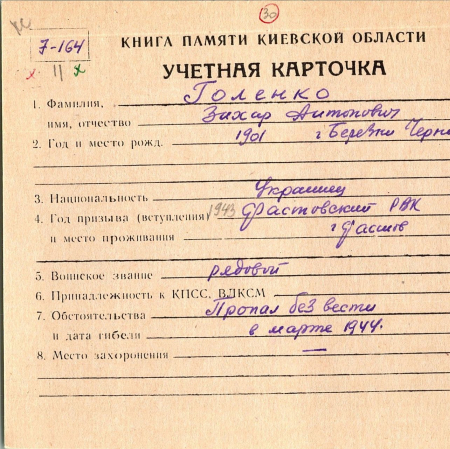 30
7-164
КНИГА ПАМЯТИ КИЕВСКОЙ ОБЛАСТИ
УЧЕТНАЯ КАРТОЧКА
1. Фамилия, Голенко
имя, отчество Захар Антонович
2. Год и место рожд. 1901 г Березки Черни
3. Национальность Украинец
4. Год призыва (вступления) 1943 Фастовский РВК
и место проживания г Фастов
5. Воинское звание рядовой
6. Принадлежность к КПСС, ВЛКСМ
7. Обстоятельства Пропал без вести
и дата гибели в марте 1944.
8. Место захоронения —